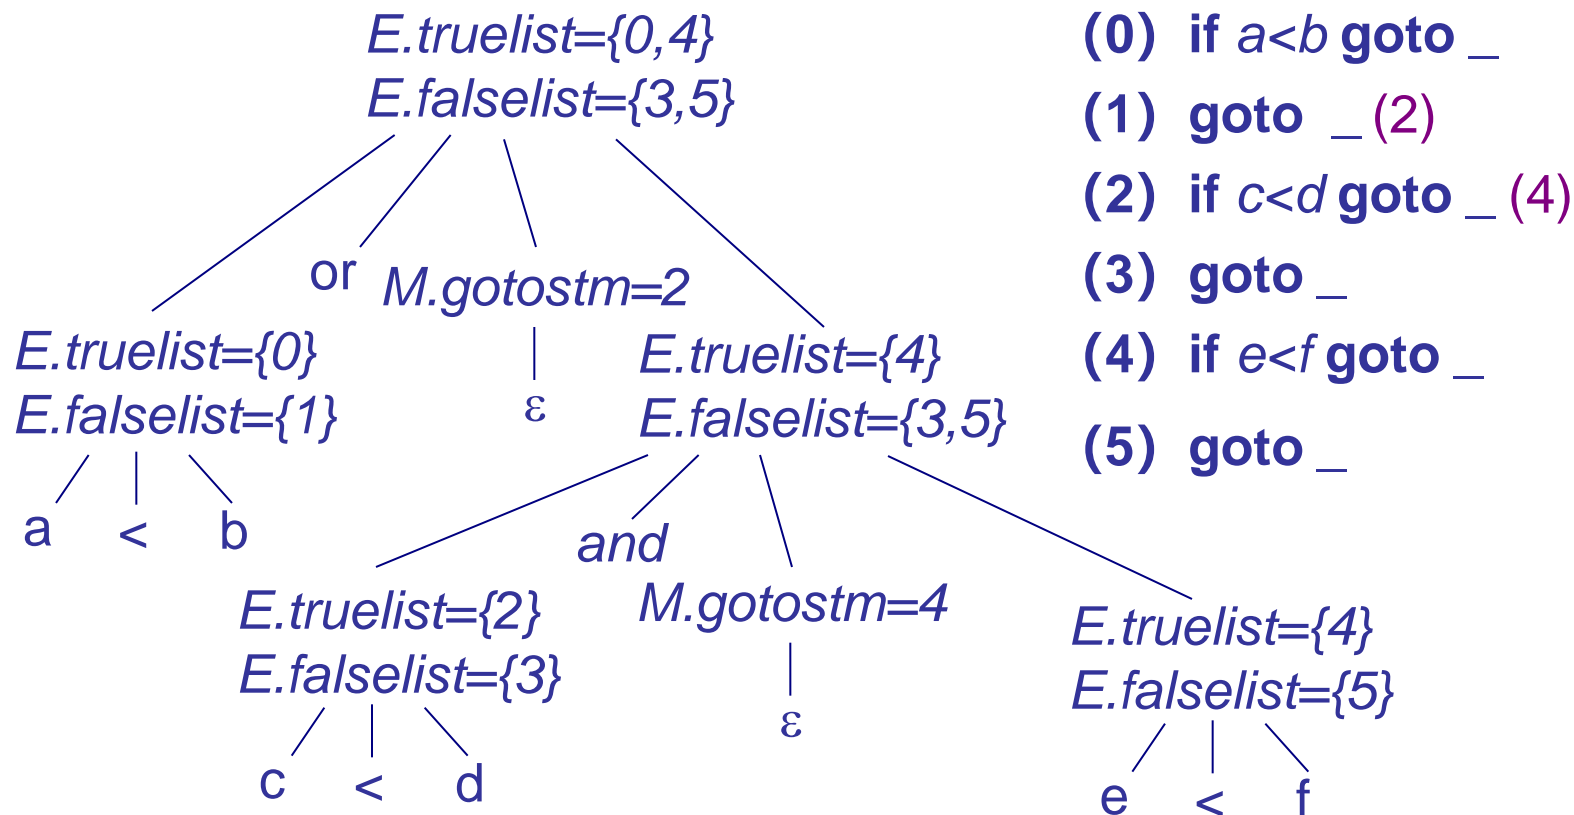 E.truelist={0,4}
E.falselist={3,5}
or
M.gotostm=2
ε
E.truelist={0}
E.falselist={1}
a < b
E.truelist={4}
E.falselist={3,5}
and
M.gotostm=4
ε
E.truelist={2}
E.falselist={3}
c < d
E.truelist={4}
E.falselist={5}
e < f
(0) if a<b goto _
(1) goto _ (2)
(2) if c<d goto _ (4)
(3) goto _
(4) if e<f goto _
(5) goto _